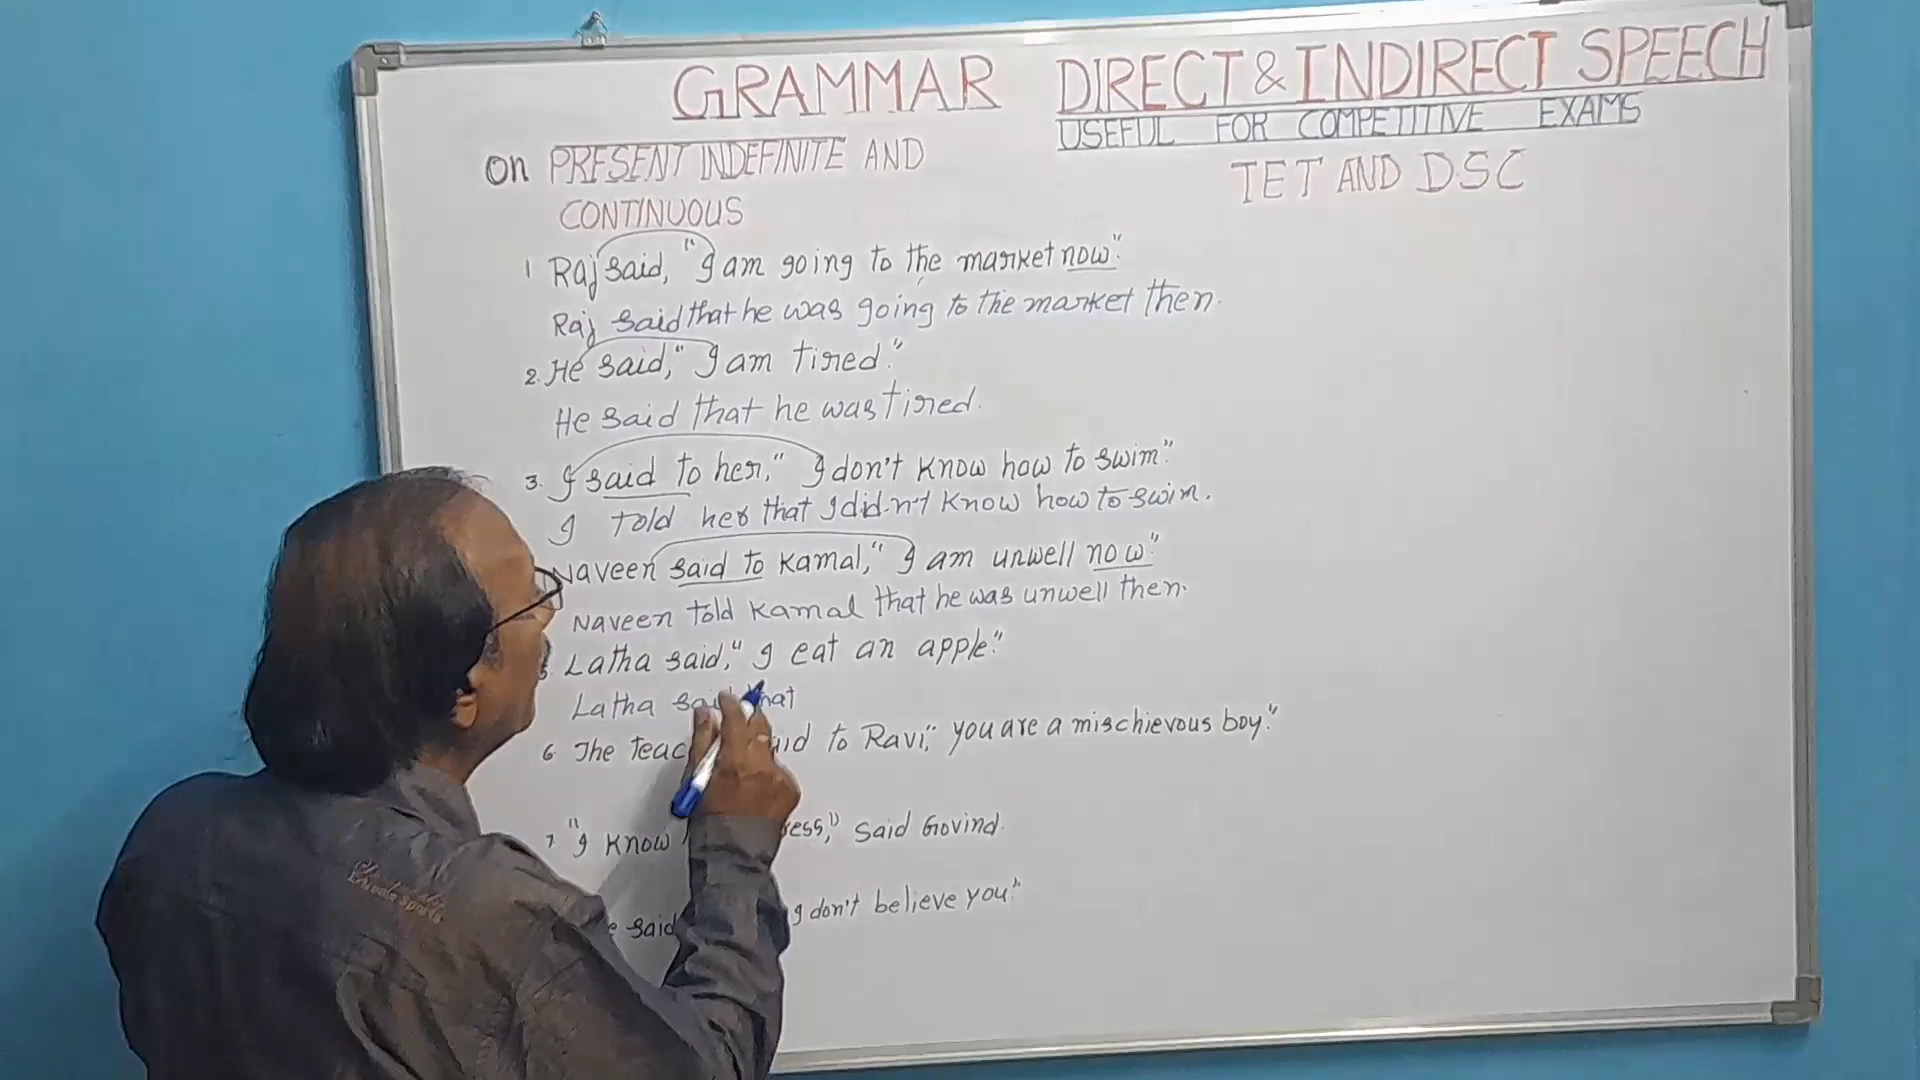 GRAMMAR DIRECT & INDIRECT SPEECH
USEFUL FOR COMPETITIVE EXAMS
On PRESENT INDEFINITE AND
TET AND DSC
CONTINUOUS
1 Raj said, "I am going to the market now."
Raj said that he was going to the market then.
2. He said, "I am tired."
He said that he was tired.
3. I said to her, "I don't know how to swim."
I told her that I didn't know how to swim.
Naveen said to Kamal, "I am unwell now"
Naveen told Kamal that he was unwell then.
5. Latha said, "I eat an apple."
Latha said that
6. The said to Ravi, "you are a mischievous boy."
7. "I know said Govind.
said I don't believe you."